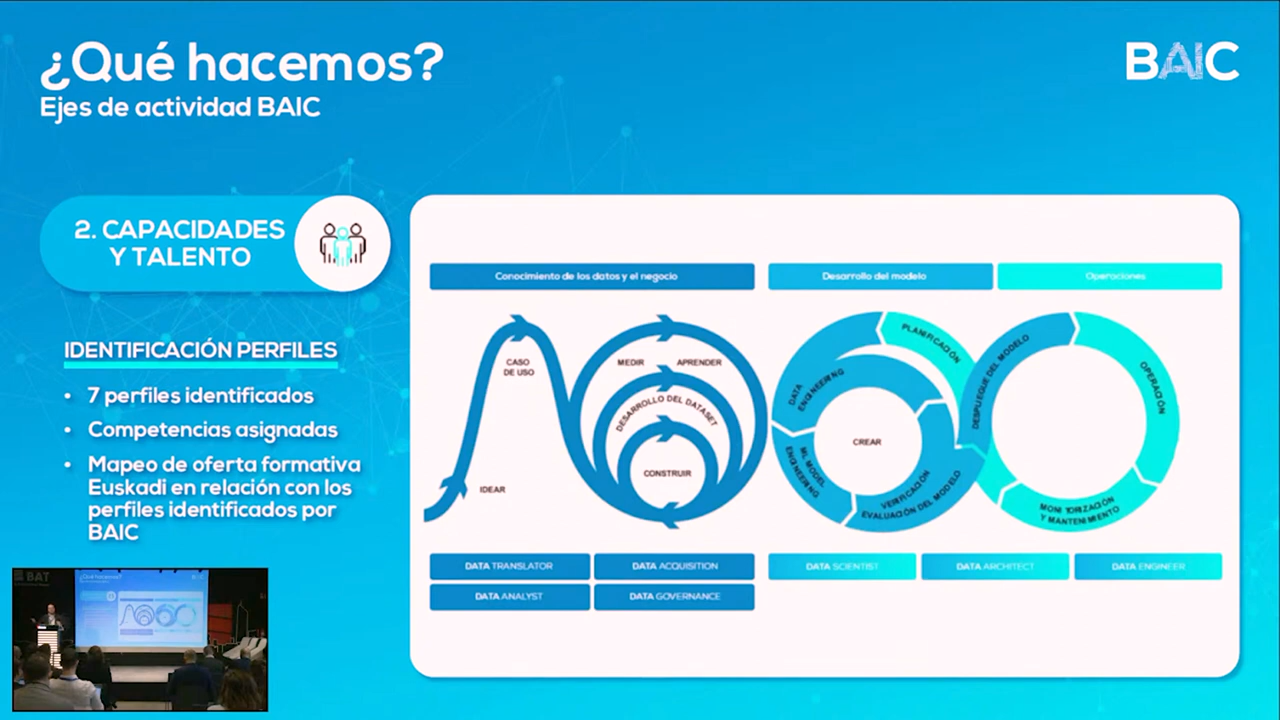 ¿Qué hacemos?
Ejes de actividad BAIC
BAIC
2. CAPACIDADES
Y TALENTO
IDENTIFICACIÓN PERFILES
• 7 perfiles identificados
• Competencias asignadas
• Mapeo de oferta formativa
Euskadi en relación con los
perfiles identificados por
BAIC
Conocimiento de los datos y el negocio
Desarrollo del modelo
Operaciones
CASO
DE USO
IDEAR
MEDIR
APRENDER
DESARROLLO DEL DATASET
CONSTRUIR
DATA
ENGINEERING
PLANIFICACIÓN
CREAR
ML MODEL
ENGINEERING
VERIFICACIÓN
EVALUACIÓN DEL MODELO
DESPLIEGUE DEL MODELO
OPERACIÓN
MONITORIZACIÓN
Y MANTENIMIENTO
DATA TRANSLATOR
DATA ACQUISITION
DATA SCIENTIST
DATA ARCHITECT
DATA ENGINEER
DATA ANALYST
DATA GOVERNANCE
BAT
¿Qué hacemos?